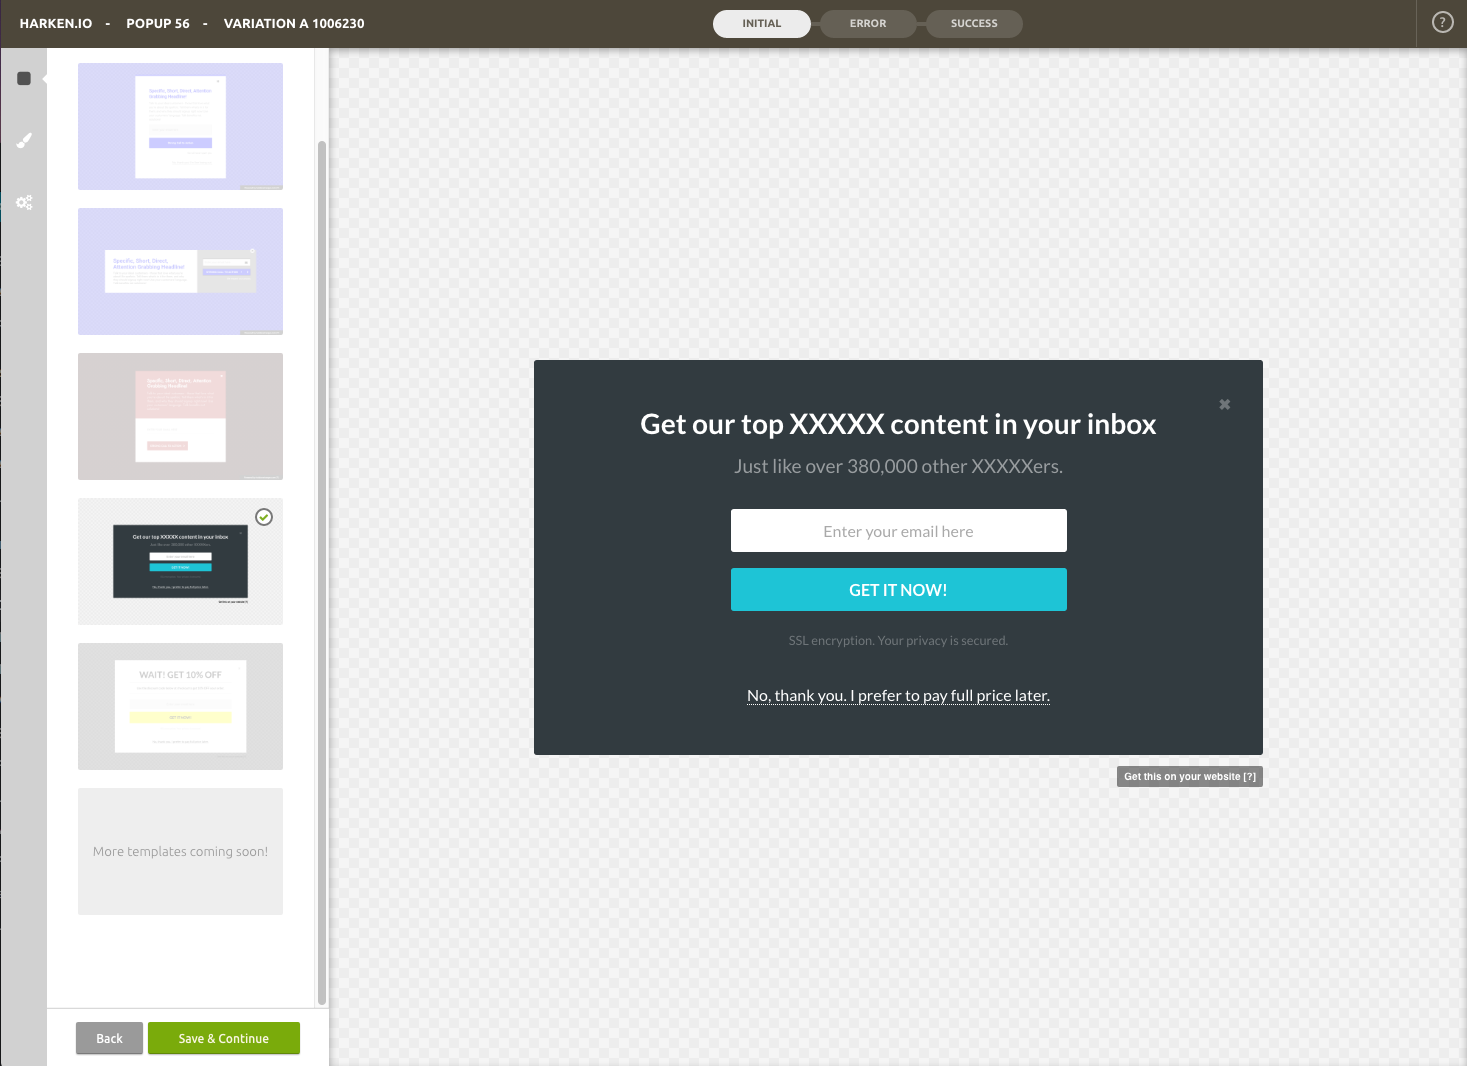 HARKEN.IO - POPUP 56 - VARIATION A 1006230
INITIAL
ERROR
SUCCESS
?
Specific, Short, Direct, Attention
Grabbing Headline!
Specific, Short, Direct,
Attention Grabbing Headline!
Specific, Short, Direct, Attention
Grabbing Headline!
Get our top XXXXX content in your inbox
GET IT NOW!
WAIT! GET 10% OFF
More templates coming soon!
Back
Save & Continue
Get our top XXXXX content in your inbox
Just like over 380,000 other XXXXXers.
Enter your email here
GET IT NOW!
SSL encryption. Your privacy is secured.
No, thank you. I prefer to pay full price later.
Get this on your website [?]